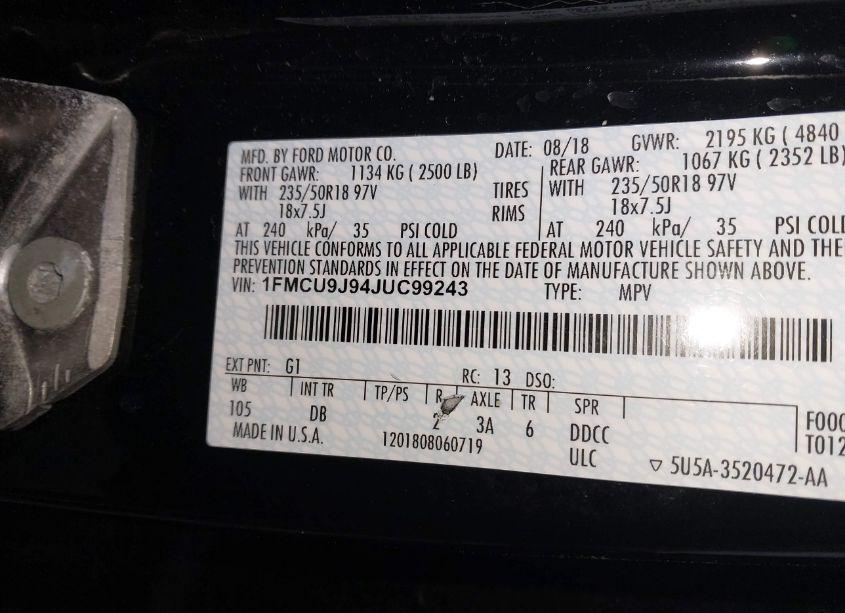 MFD. BY FORD MOTOR CO. DATE: 08/18 GVWR: 2195 KG ( 4840
FRONT GAWR: 1134 KG ( 2500 LB) REAR GAWR: 1067 KG ( 2352 LB)
WITH 235/50R18 97V TIRES WITH 235/50R18 97V
18x7.5J RIMS 18x7.5J
AT 240 kPa/ 35 PSI COLD AT 240 kPa/ 35 PSI COLD
THIS VEHICLE CONFORMS TO ALL APPLICABLE FEDERAL MOTOR VEHICLE SAFETY AND THE
PREVENTION STANDARDS IN EFFECT ON THE DATE OF MANUFACTURE SHOWN ABOVE.
VIN: 1FMCU9J94JUC99243 TYPE: MPV
EXT PNT: G1 RC: 13 DSO:
WB INT TR TP/PS R AXLE TR SPR
105 DB 2 3A 6 DDCC F000
MADE IN U.S.A. 1201808060719 ULC 5U5A-3520472-AA T012